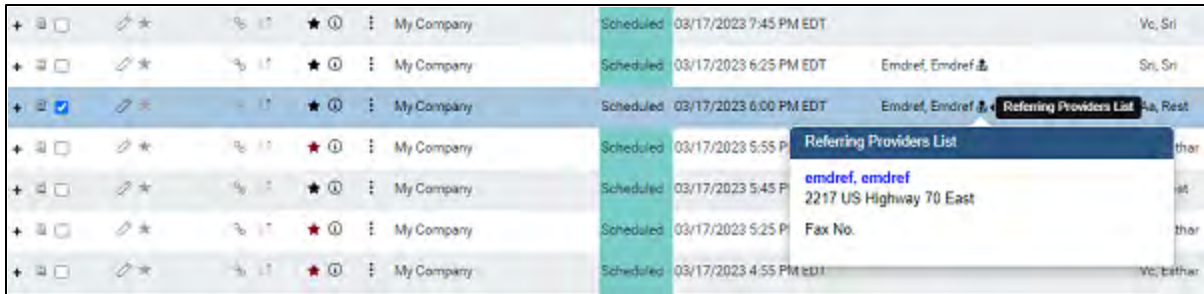 My Company Scheduled 03/17/2023 7:45 PM EDT Vc, Sri
My Company Scheduled 03/17/2023 6:25 PM EDT Emdref, Emdref Sri, Sri
My Company Scheduled 03/17/2023 6:00 PM EDT Emdref, Emdref Referring Providers List Aa, Rest
My Company Scheduled 03/17/2023 5:55 P Referring Providers List thar
My Company Scheduled 03/17/2023 5:45 P emdref, emdref
2217 US Highway 70 East
My Company Scheduled 03/17/2023 5:25 P Fax No. thar
My Company Scheduled 03/17/2023 4:55 PM EDT Vc, Esthar